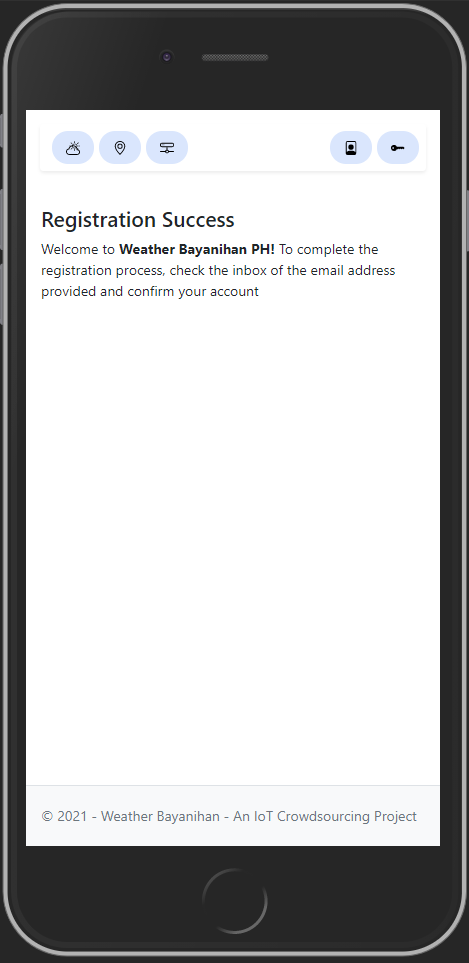 Registration Success
Welcome to Weather Bayanihan PH! To complete the
registration process, check the inbox of the email address
provided and confirm your account
© 2021 - Weather Bayanihan - An IoT Crowdsourcing Project